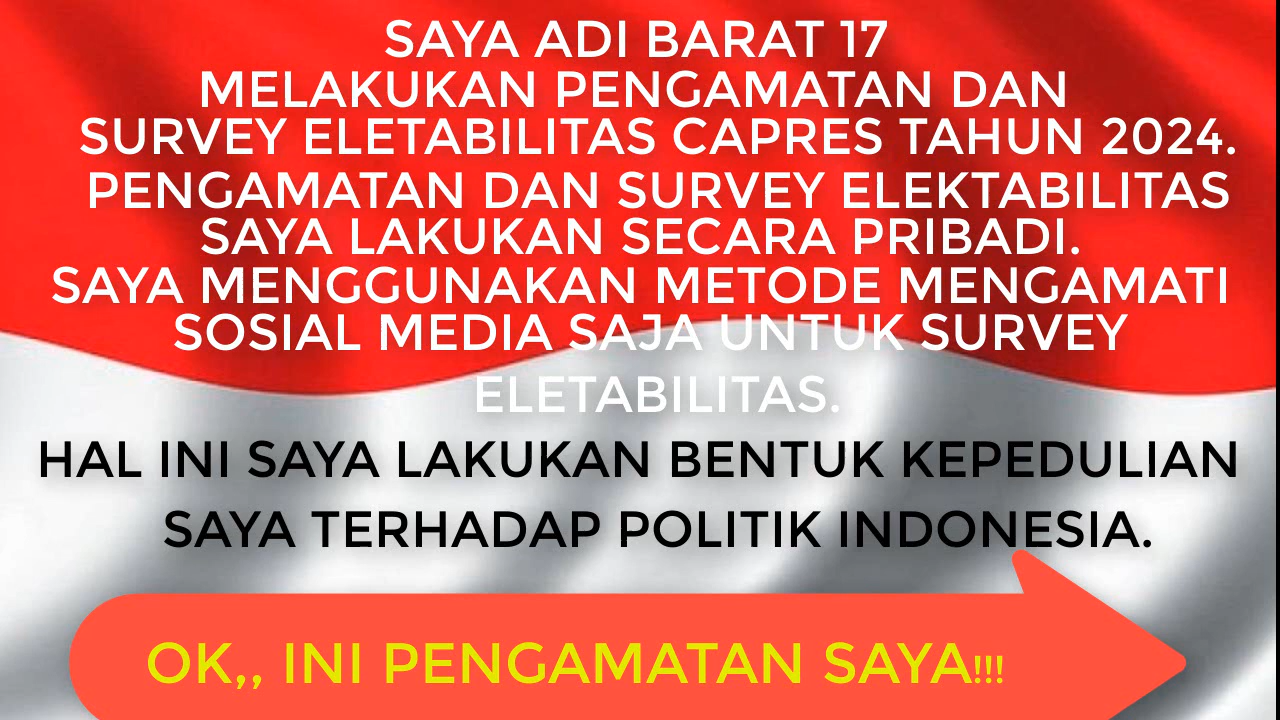 SAYA ADI BARAT 17
MELAKUKAN PENGAMATAN DAN
SURVEY ELETABILITAS CAPRES TAHUN 2024.
PENGAMATAN DAN SURVEY ELEKTABILITAS
SAYA LAKUKAN SECARA PRIBADI.
SAYA MENGGUNAKAN METODE MENGAMATI
SOSIAL MEDIA SAJA UNTUK SURVEY
ELETABILITAS.
HAL INI SAYA LAKUKAN BENTUK KEPEDULIAN
SAYA TERHADAP POLITIK INDONESIA.
OK,, INI PENGAMATAN SAYA!!!